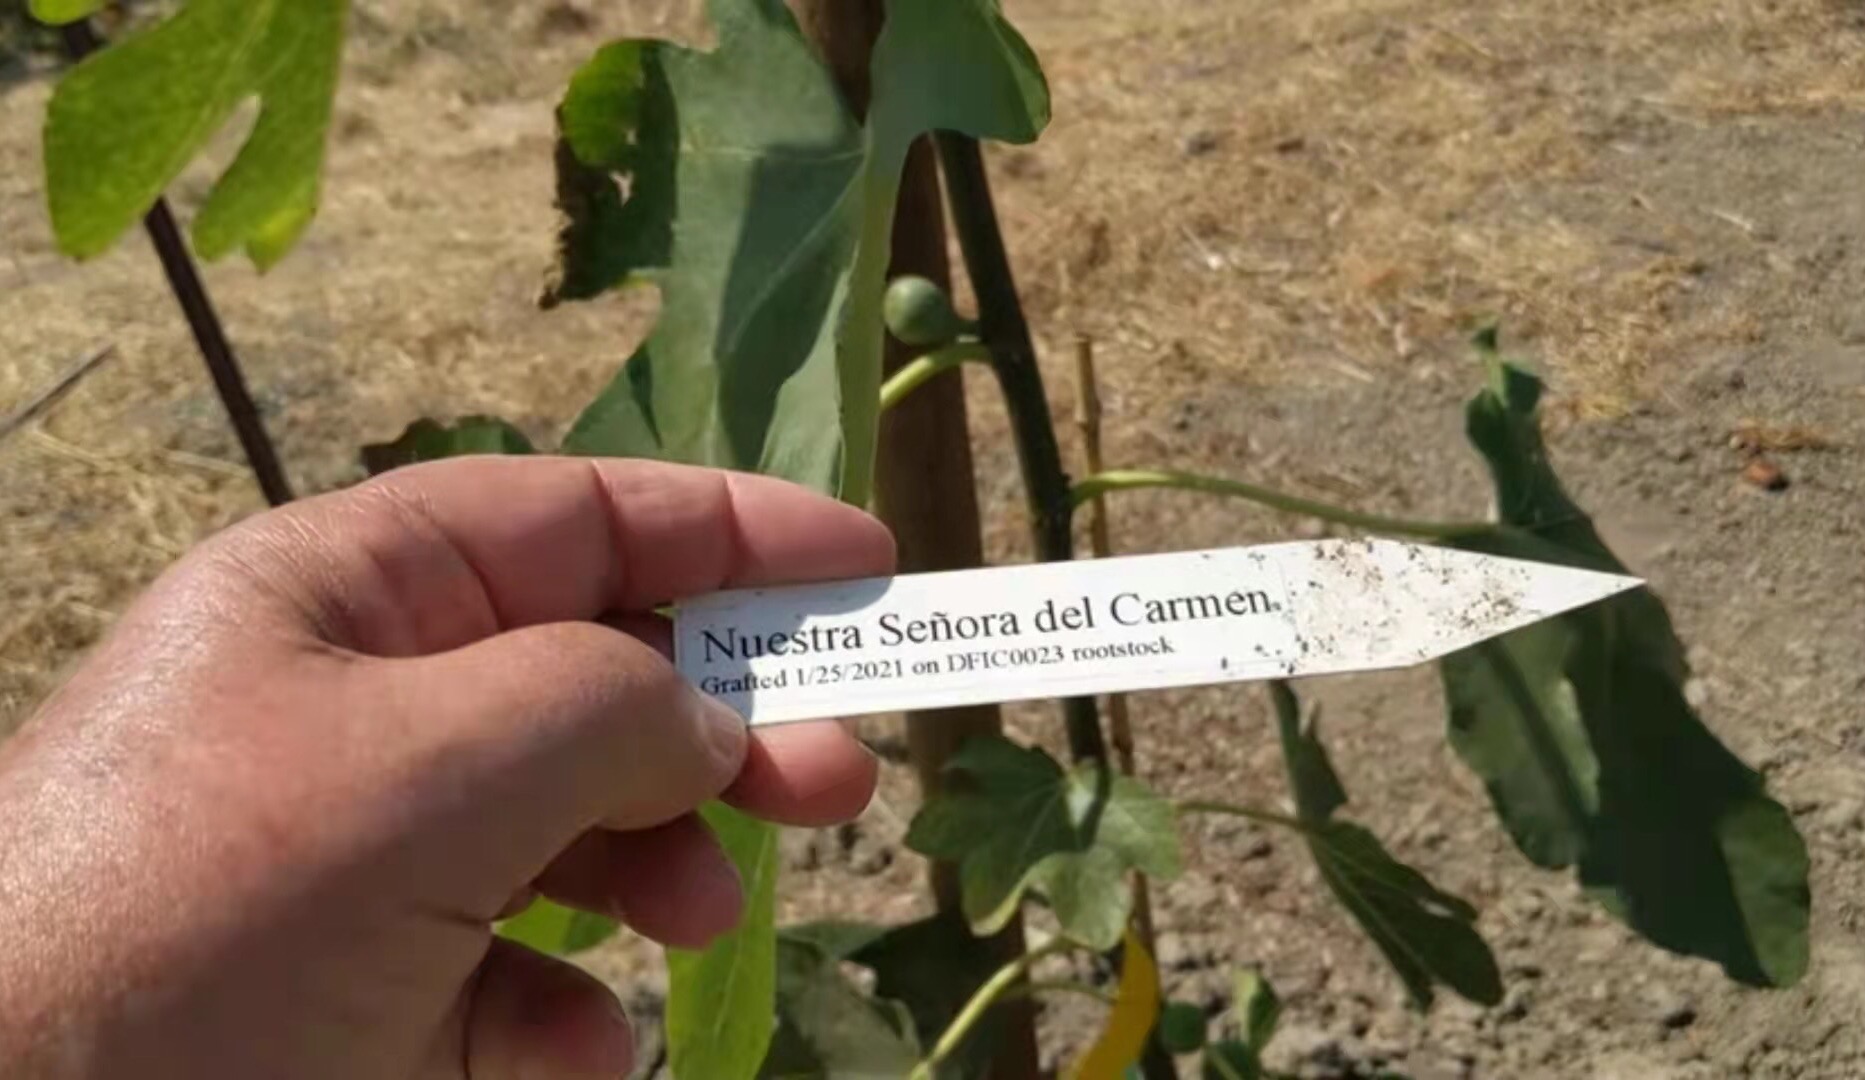 Nuestra Señora del Carmen
Grafted 1/25/2021 on DFIC0023 rootstock